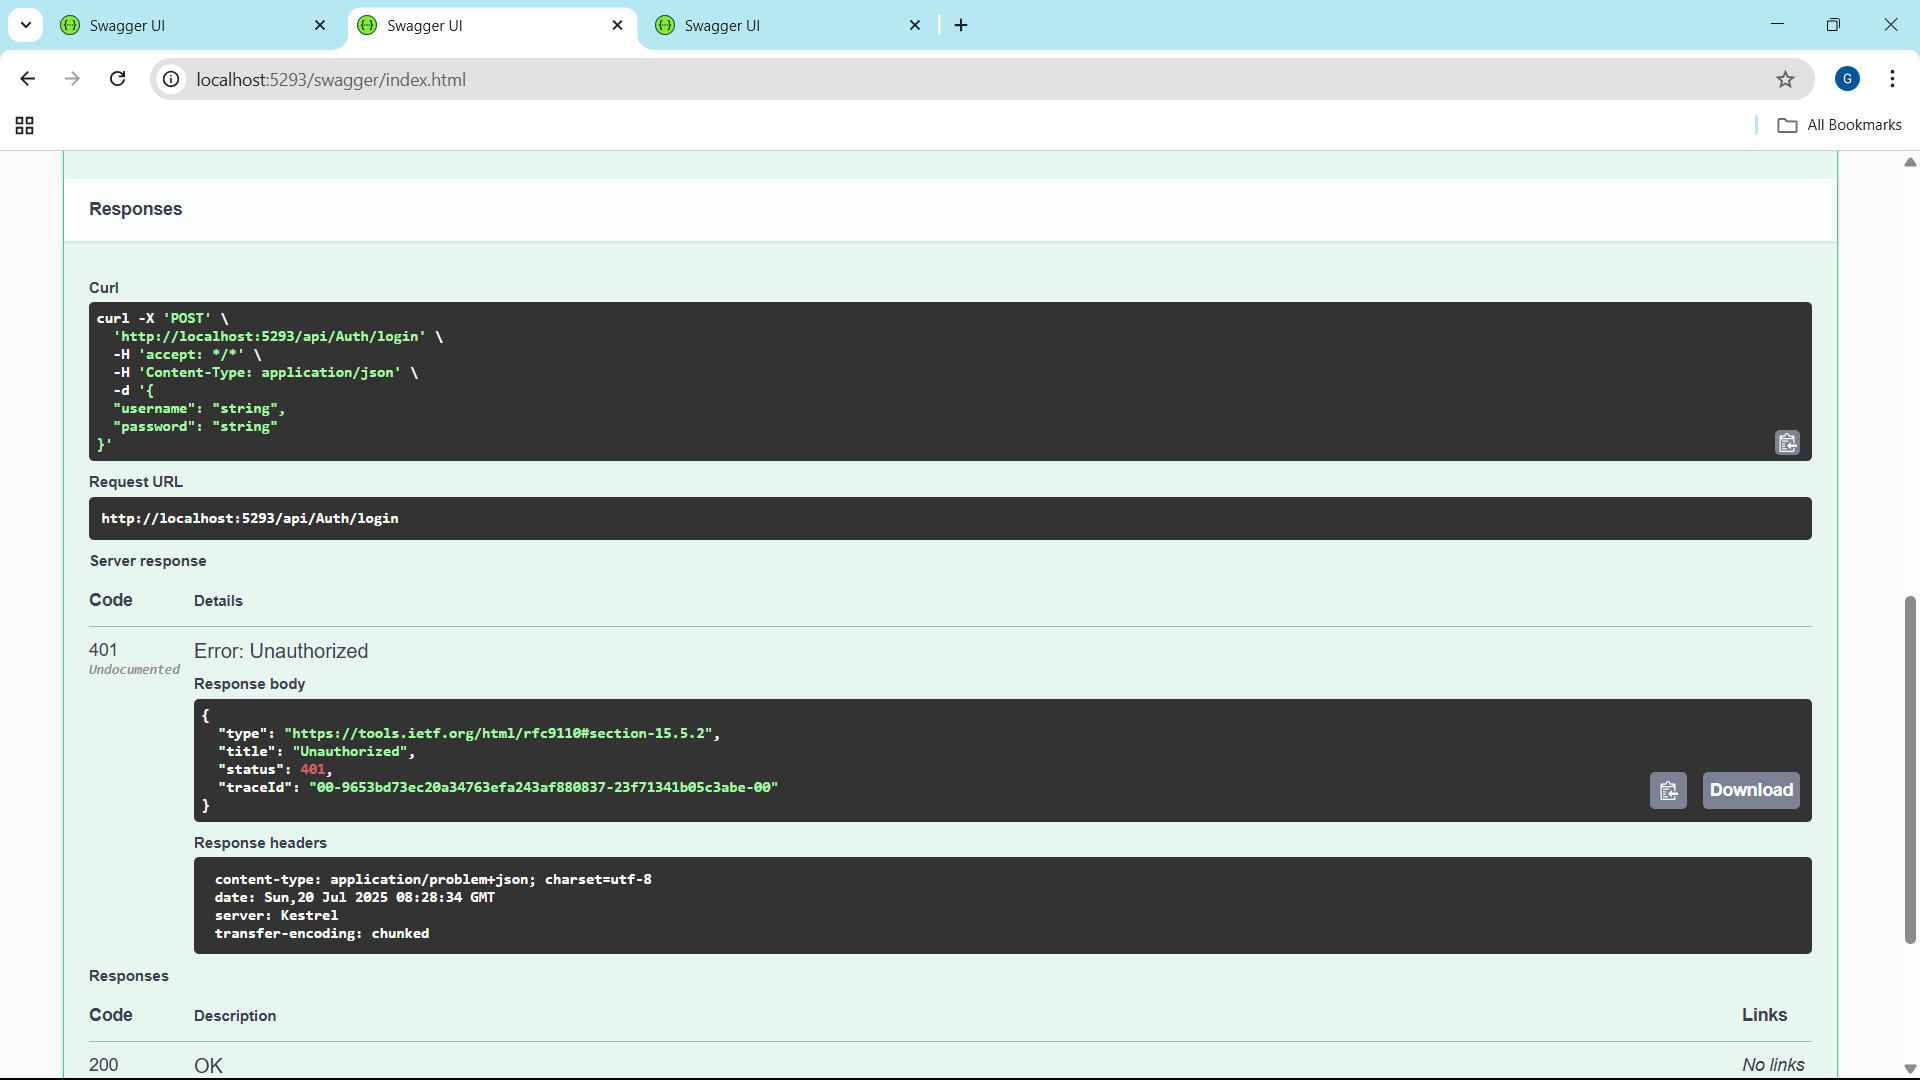 Swagger UI
Swagger UI
Swagger UI
localhost:5293/swagger/index.html
G
All Bookmarks
Responses
Curl
curl -X 'POST' \
  'http://localhost:5293/api/Auth/login' \
  -H 'accept: */*' \
  -H 'Content-Type: application/json' \
  -d '{
  "username": "string",
  "password": "string"
}'
Request URL
http://localhost:5293/api/Auth/login
Server response
Code Details
401 Error: Unauthorized
Undocumented
Response body
{
  "type": "https://tools.ietf.org/html/rfc9110#section-15.5.2",
  "title": "Unauthorized",
  "status": 401,
  "traceId": "00-9653bd73ec20a34763efa243af880837-23f71341b05c3abe-00"
}
Download
Response headers
content-type: application/problem+json; charset=utf-8
date: Sun,20 Jul 2025 08:28:34 GMT
server: Kestrel
transfer-encoding: chunked
Responses
Code Description Links
200 OK No links